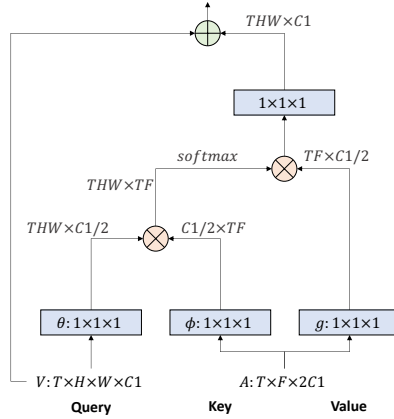 THW×C1
1×1×1
softmax
TF×C1/2
THW×TF
THW×C1/2
C1/2×TF
θ: 1×1×1
ϕ: 1×1×1
g: 1×1×1
V: T×H×W×C1
A: T×F×2C1
Query
Key
Value